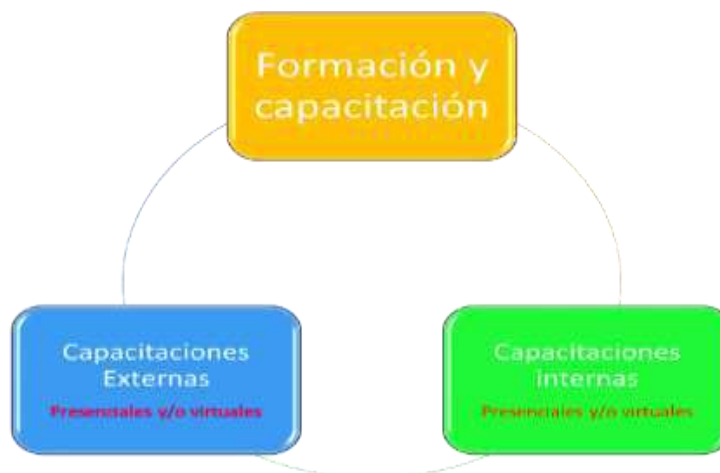 Formación y
capacitación
Capacitaciones
Externas
Presenciales y/o virtuales
Capacitaciones
Internas
Presenciales y/o virtuales